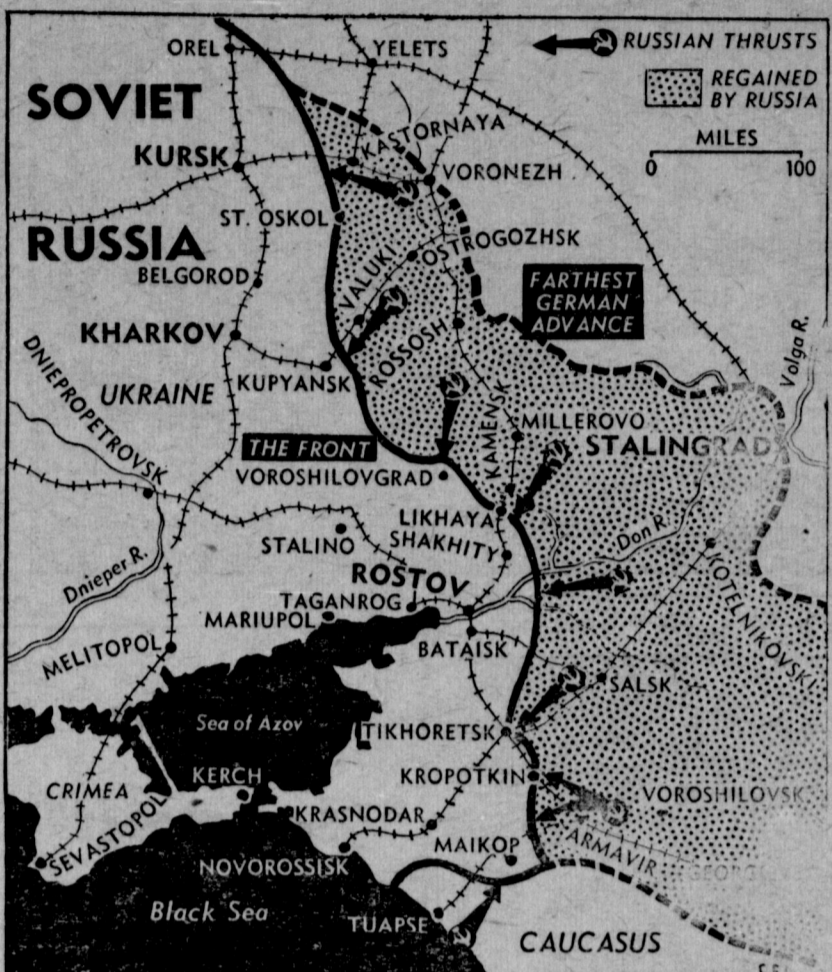 OREL
YELETS
RUSSIAN THRUSTS
REGAINED
BY RUSSIA
MILES
0 100
SOVIET
RUSSIA
KURSK
KASTORNAYA
VORONEZH
ST. OSKOL
OSTROGOZHSK
VALUKI
BELGOROD
FARTHEST
GERMAN
ADVANCE
KHARKOV
ROSSOSH
Volga R.
UKRAINE
KUPYANSK
DNIEPROPETROVSK
KAMENSK
MILLEROVO
THE FRONT
STALINGRAD
VOROSHILOVGRAD
LIKHAYA
STALINO
SHAKHITY
Don R.
Dnieper R.
ROSTOV
TAGANROG
MARIUPOL
KOTELNIKOVSKI
MELITOPOL
BATAISK
SALSK
Sea of Azov
TIKHORETSK
KERCH
KROPOTKIN
CRIMEA
VOROSHILOVSK
SEVASTOPOL
KRASNODAR
ARMAVIR
MAIKOP
NOVOROSSISK
Black Sea
TUAPSE
CAUCASUS